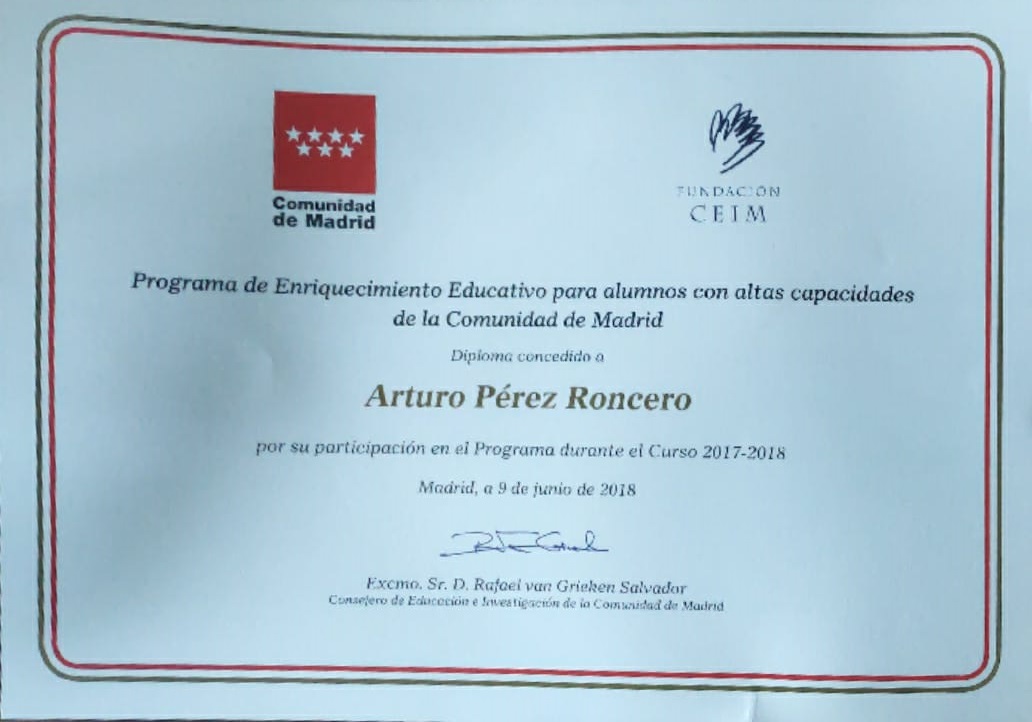 Comunidad
de Madrid
FUNDACIÓN
CEIM
Programa de Enriquecimiento Educativo para alumnos con altas capacidades
de la Comunidad de Madrid
Diploma concedido a
Arturo Pérez Roncero
por su participación en el Programa durante el Curso 2017-2018
Madrid, a 9 de junio de 2018
Excmo. Sr. D. Rafael van Grieken Salvador
Consejero de Educación e Investigación de la Comunidad de Madrid